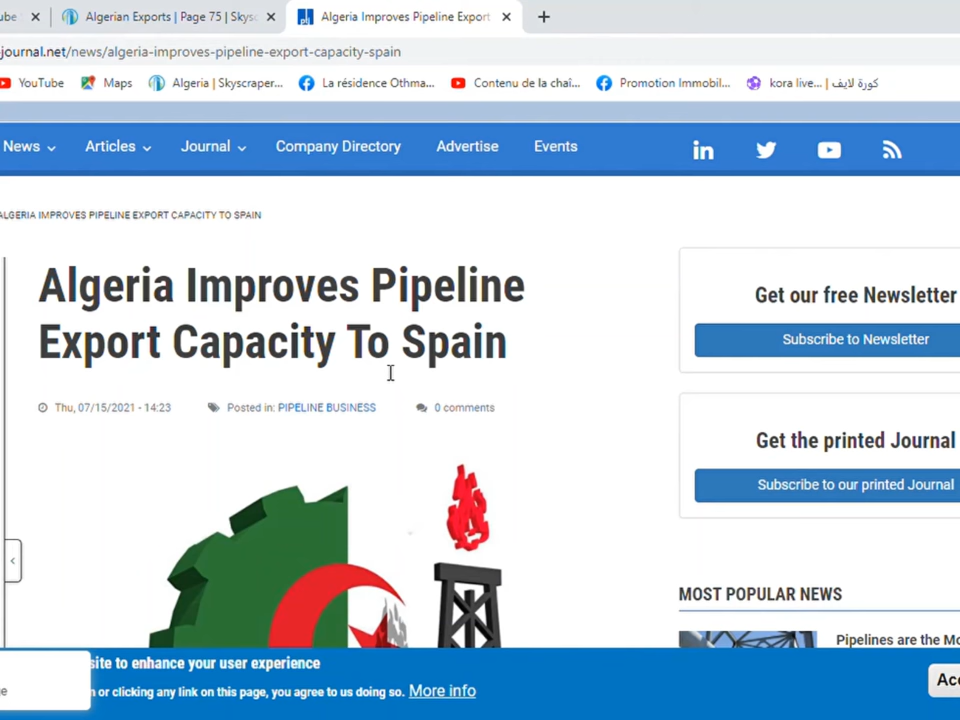 ube
Algerian Exports | Page 75 | Skysc
Algeria Improves Pipeline Export
journal.net/news/algeria-improves-pipeline-export-capacity-spain
YouTube
Maps
Algeria | Skyscraper...
La résidence Othma...
Contenu de la chaî...
Promotion Immobil...
kora live... | كورة لايف
News
Articles
Journal
Company Directory
Advertise
Events
ALGERIA IMPROVES PIPELINE EXPORT CAPACITY TO SPAIN
Algeria Improves Pipeline
Export Capacity To Spain
Thu, 07/15/2021 - 14:23
Posted in: PIPELINE BUSINESS
0 comments
Get our free Newsletter
Subscribe to Newsletter
Get the printed Journal
Subscribe to our printed Journal
MOST POPULAR NEWS
Pipelines are the Mo
site to enhance your user experience
n or clicking any link on this page, you agree to us doing so. More info
Acc